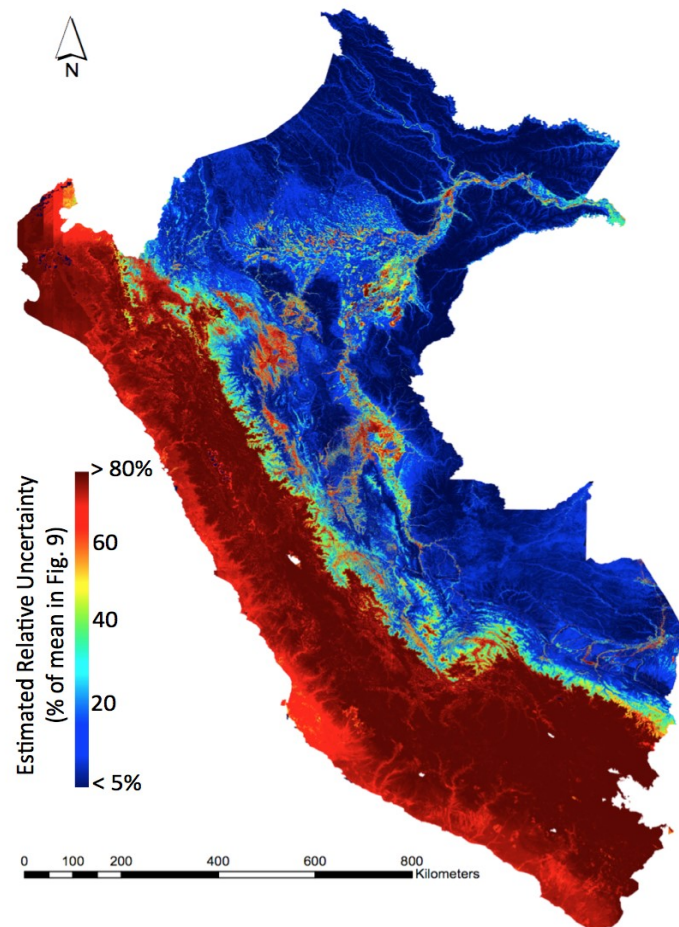 N
Estimated Relative Uncertainty
(% of mean in Fig. 9)
> 80%
60
40
20
< 5%
0 100 200 400 600 800
Kilometers